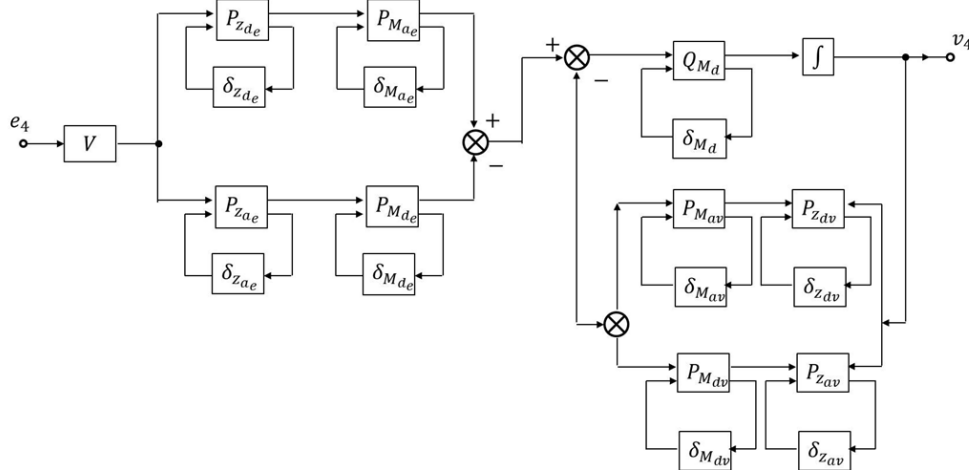 P_{Z_{d_e}} P_{M_{a_e}}
δ_{Z_{d_e}} δ_{M_{a_e}}
e_4
V
+
−
P_{Z_{a_e}} P_{M_{d_e}}
δ_{Z_{a_e}} δ_{M_{d_e}}
+
−
Q_{M_d} ∫ v_4
δ_{M_d}
P_{M_{av}} P_{Z_{dv}}
δ_{M_{av}} δ_{Z_{dv}}
P_{M_{dv}} P_{Z_{av}}
δ_{M_{dv}} δ_{Z_{av}}